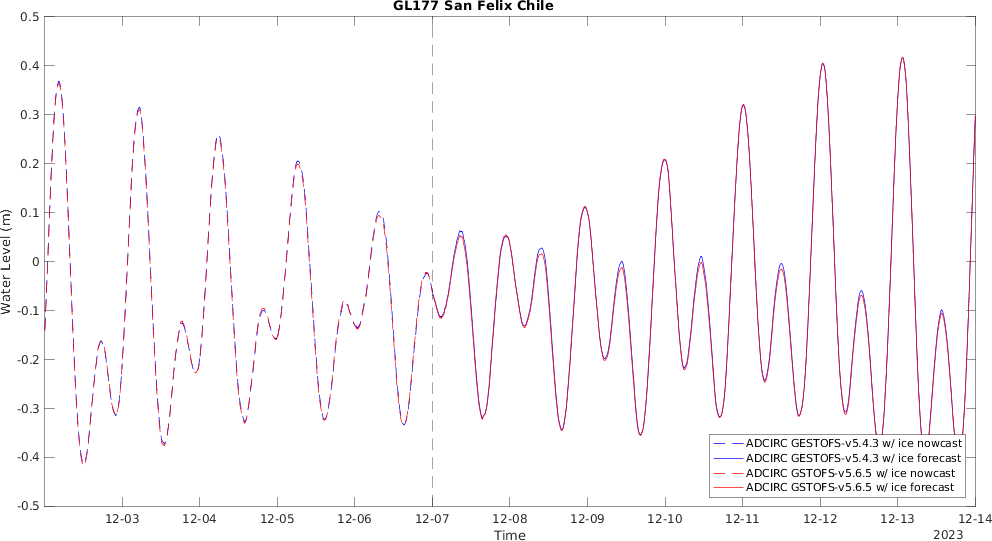 GL177 San Felix Chile
Water Level (m)
0.5
0.4
0.3
0.2
0.1
0
-0.1
-0.2
-0.3
-0.4
-0.5
ADCIRC GESTOFS-v5.4.3 w/ ice nowcast
ADCIRC GESTOFS-v5.4.3 w/ ice forecast
ADCIRC GSTOFS-v5.6.5 w/ ice nowcast
ADCIRC GSTOFS-v5.6.5 w/ ice forecast
12-03 12-04 12-05 12-06 12-07 12-08 12-09 12-10 12-11 12-12 12-13 12-14
Time
2023